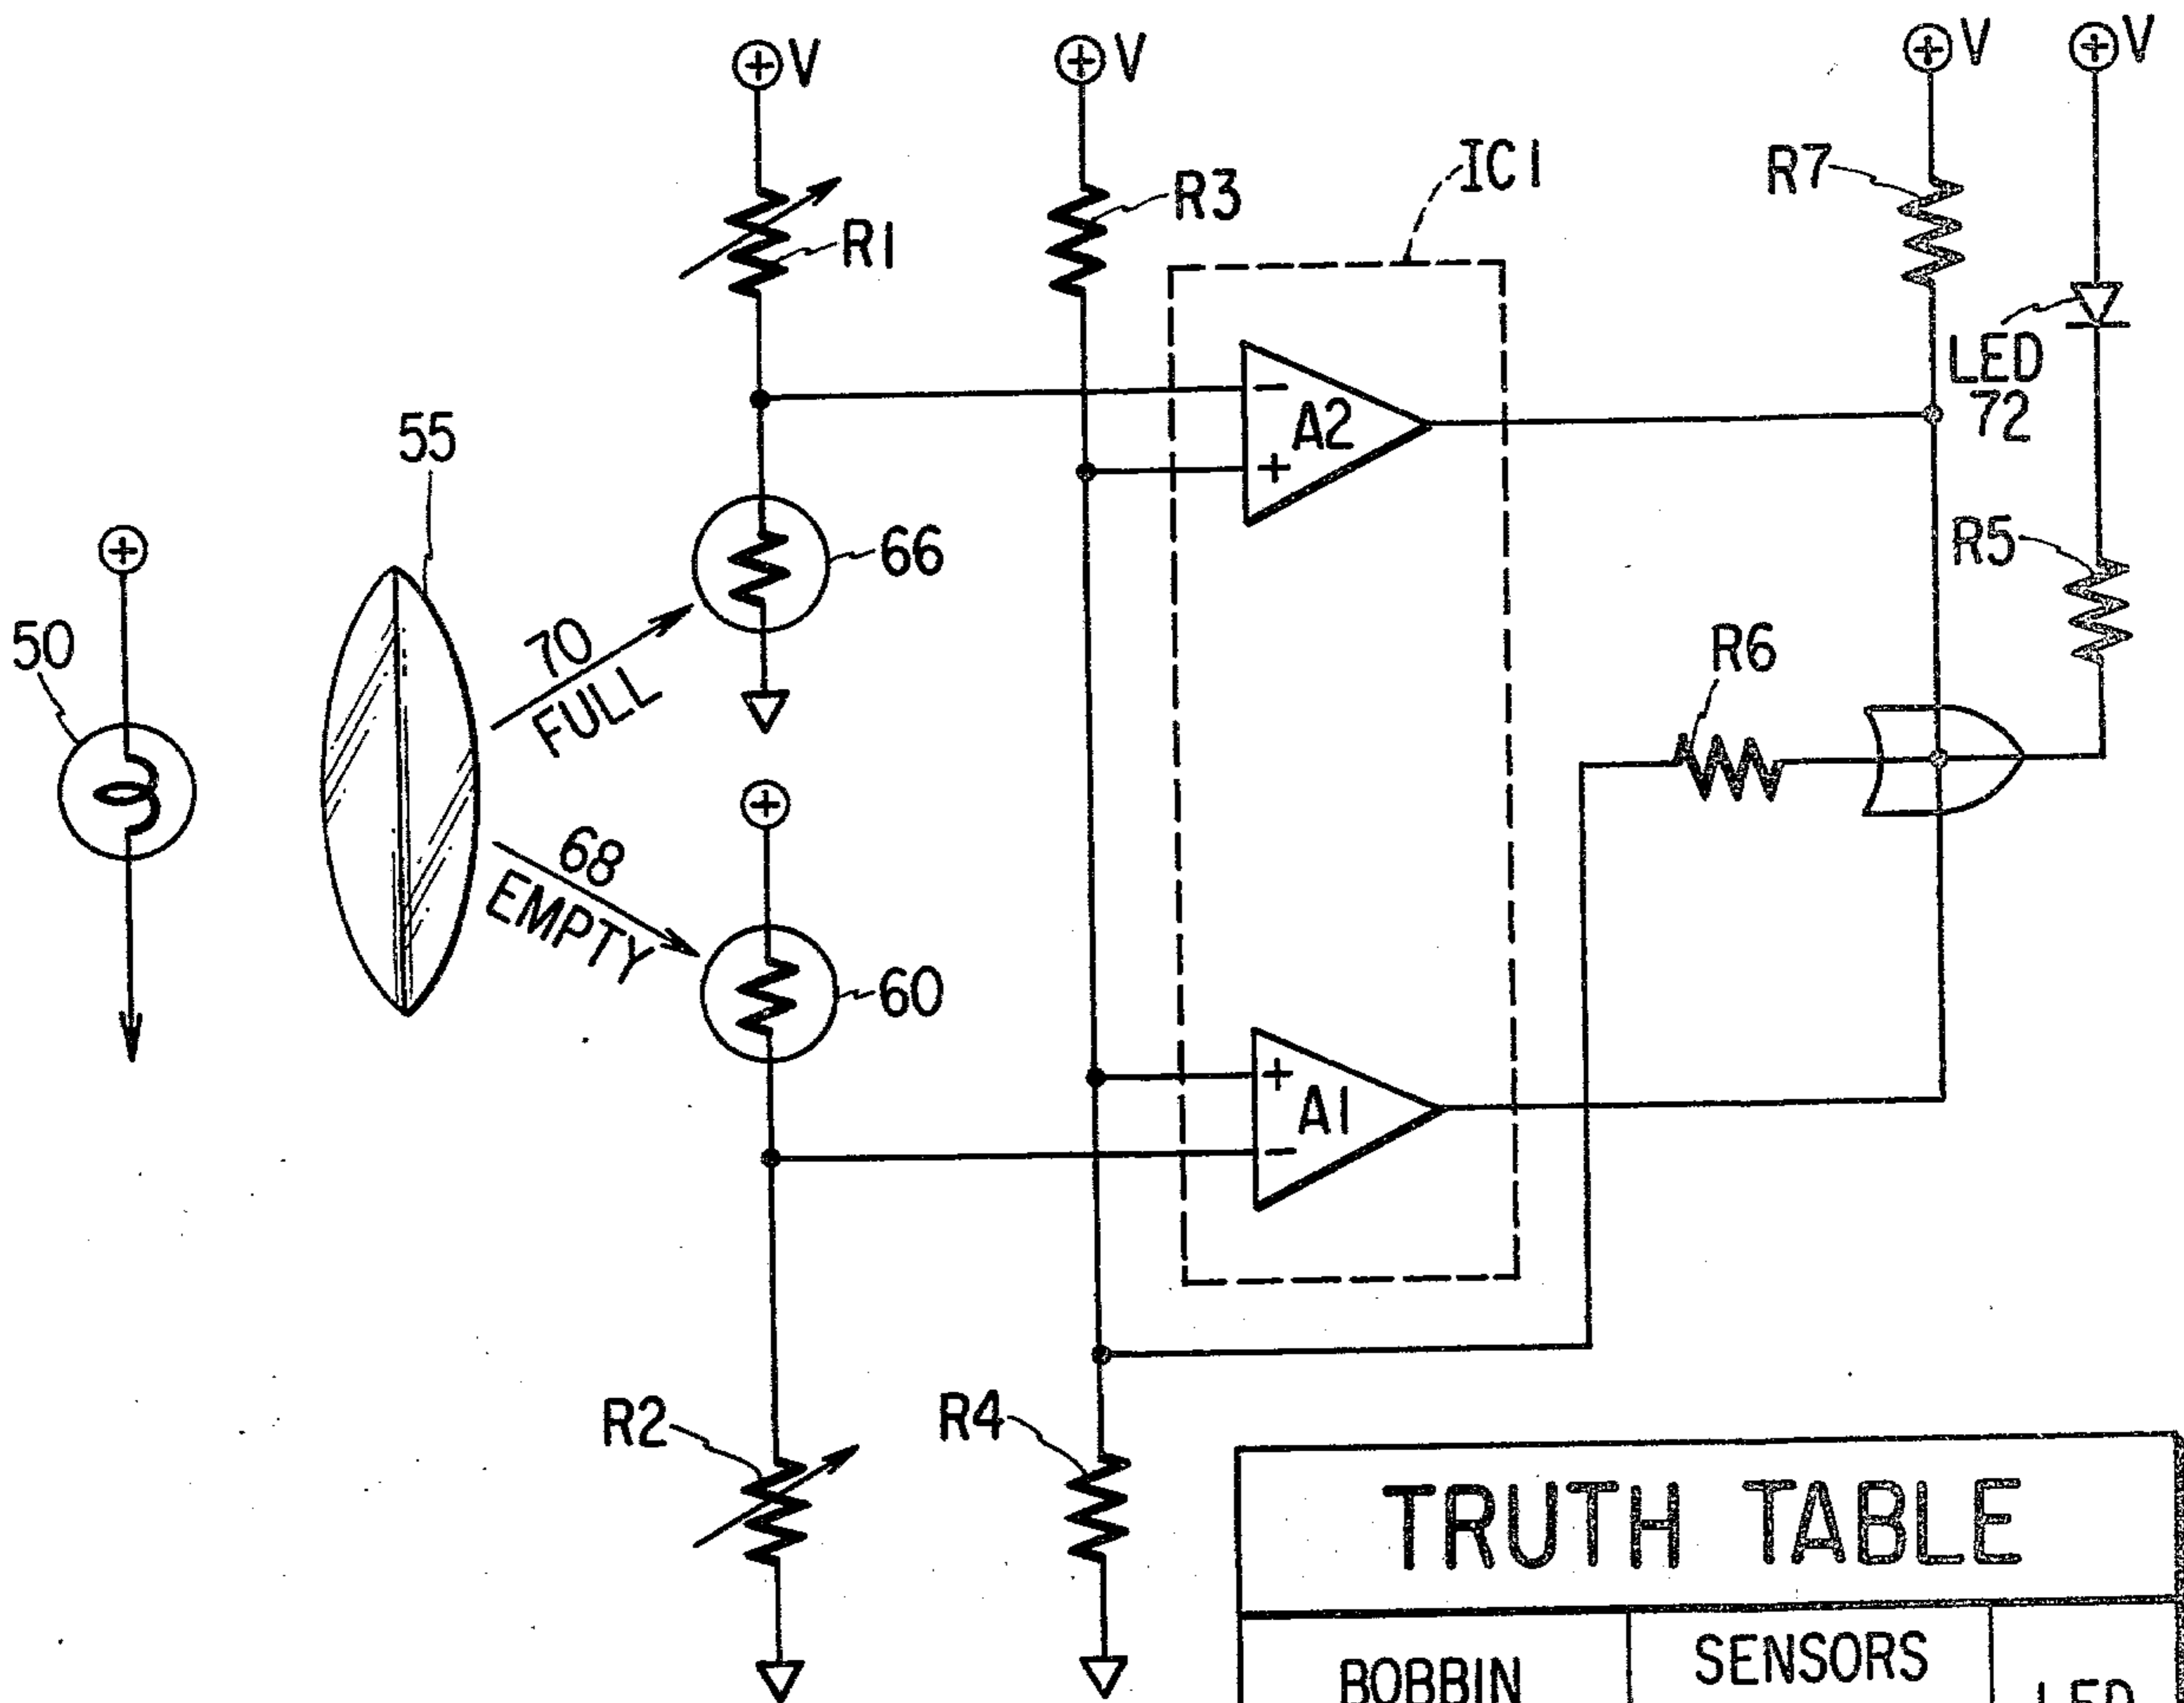 + V
+ V
+ V
+ V
IC1
R7
R3
R1
LED
72
− A2 +
55
+
66
R5
50
70
FULL
R6
+
68
EMPTY
60
+ A1 −
R2
R4
TRUTH TABLE
BOBBIN
SENSORS
LED